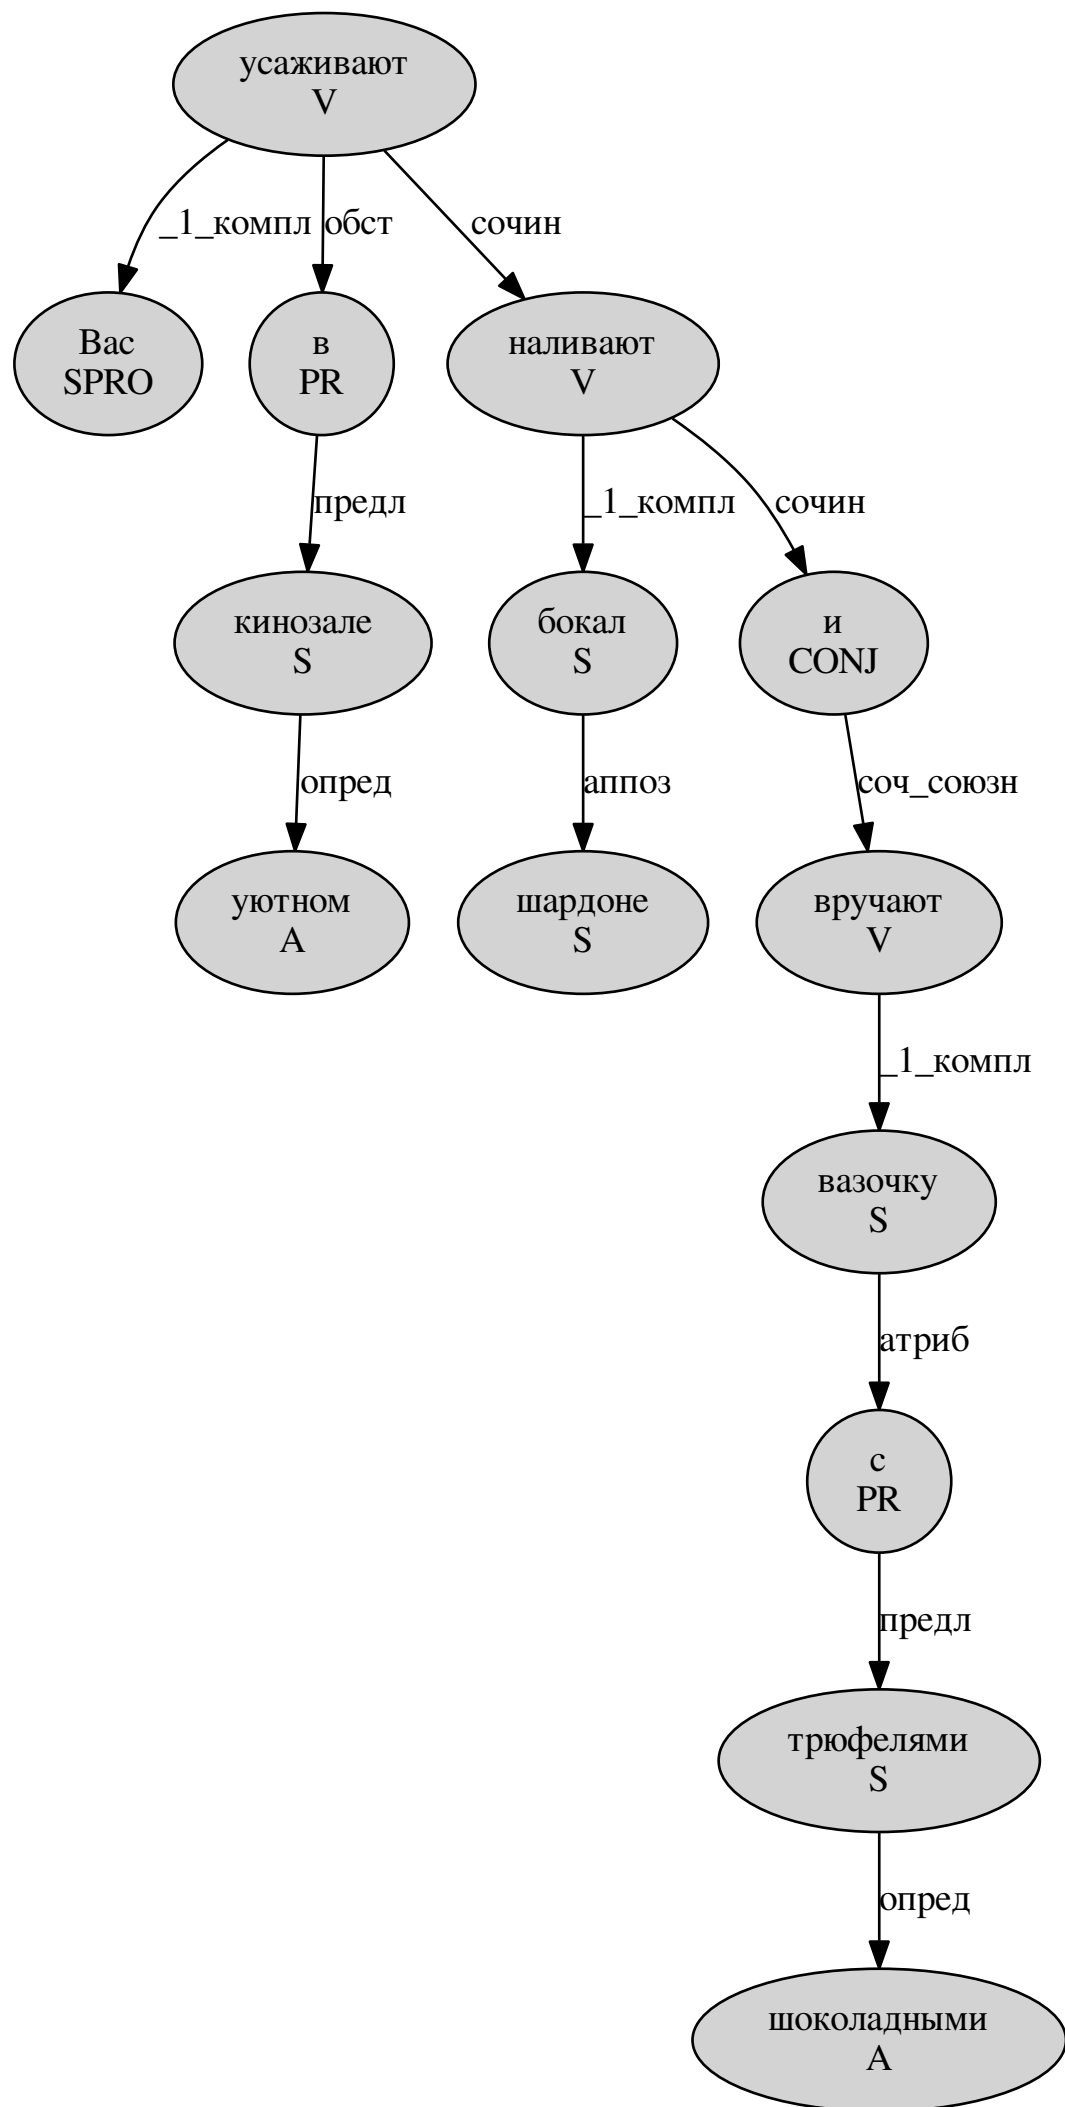 усаживают
V
_1_компл
обст
сочин
Вас
SPRO
в
PR
наливают
V
предл
_1_компл
сочин
кинозале
S
бокал
S
и
CONJ
опред
аппоз
соч_союзн
уютном
A
шардоне
S
вручают
V
_1_компл
вазочку
S
атриб
с
PR
предл
трюфелями
S
опред
шоколадными
A